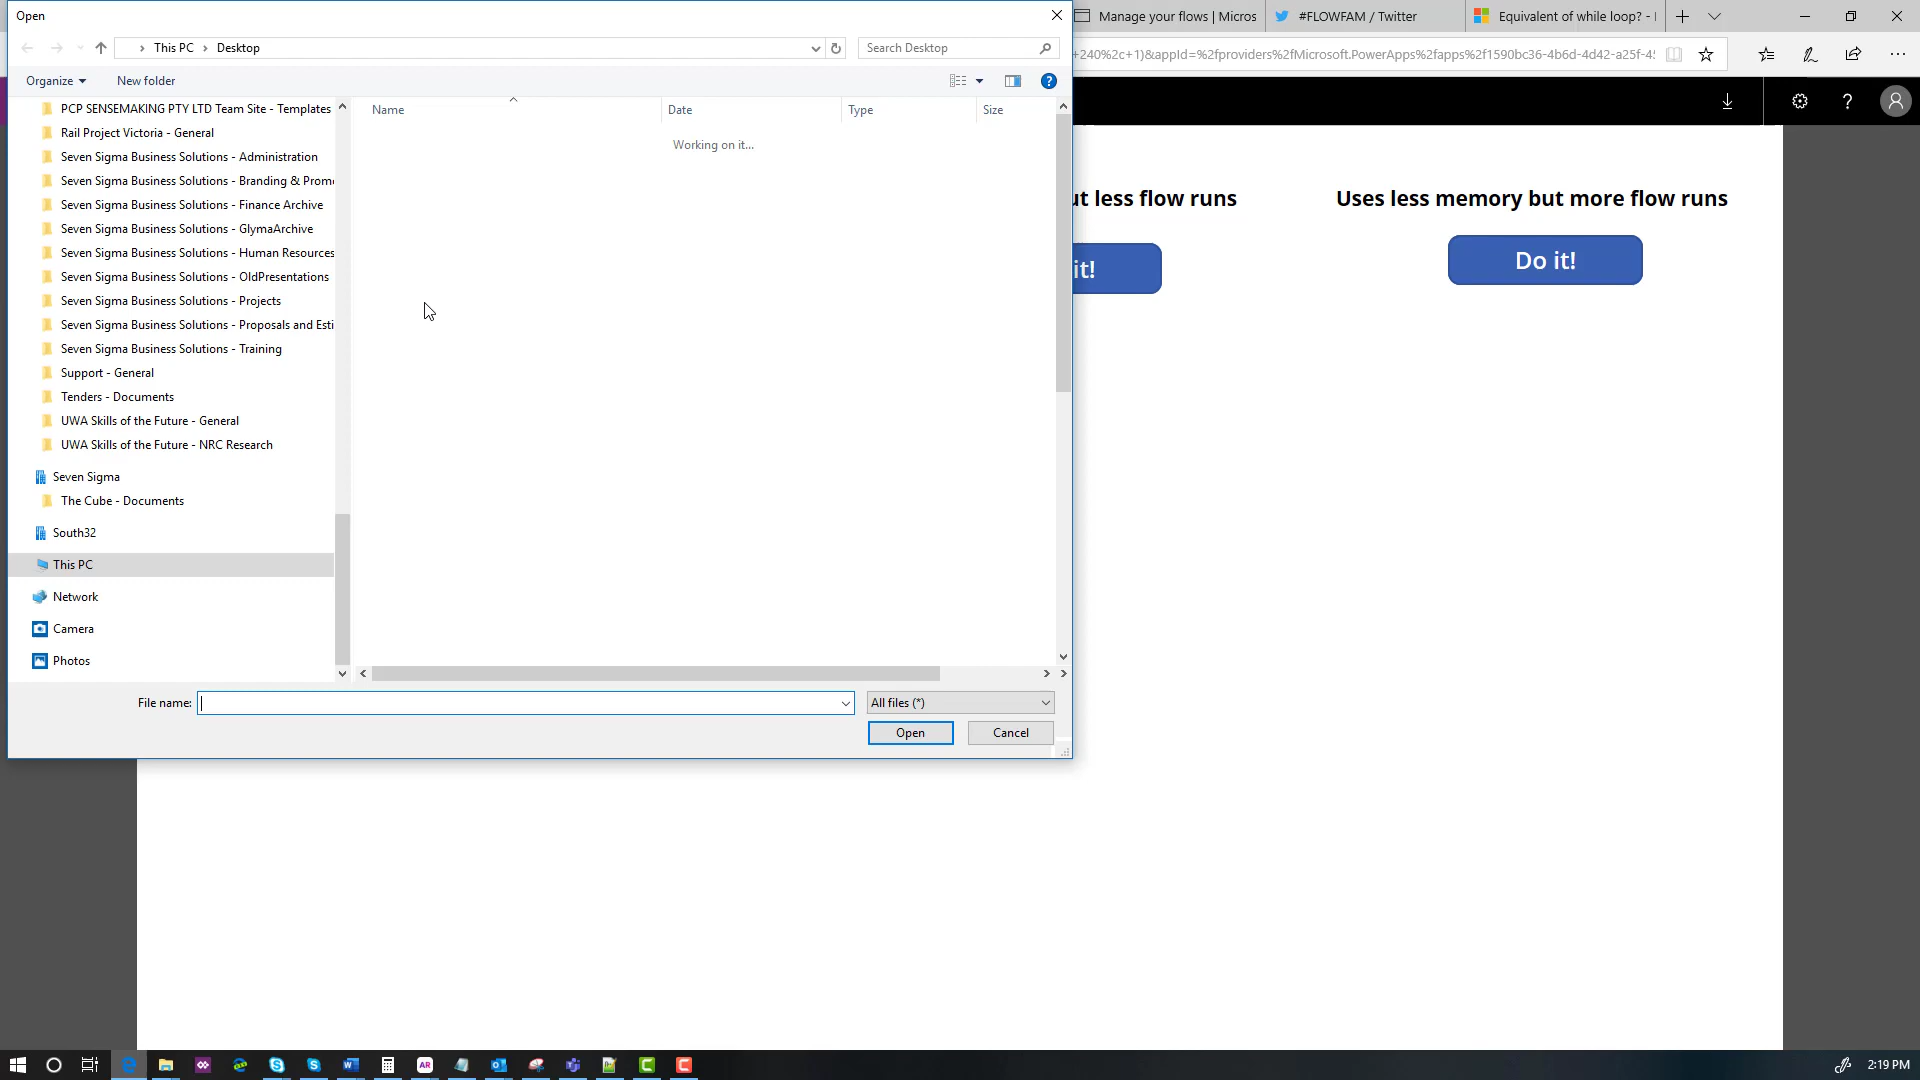 Open
Manage your flows | Micros
#FLOWFAM / Twitter
Equivalent of while loop? -
This PC
Desktop
Search Desktop
+240%2c+1)&appId=%2fproviders%2fMicrosoft.PowerApps%2fapps%2f1590bc36-4b6d-4d42-a25f-45
Organize
New folder
Name
Date
Type
Size
Working on it...
PCP SENSEMAKING PTY LTD Team Site - Templates
Rail Project Victoria - General
Seven Sigma Business Solutions - Administration
Seven Sigma Business Solutions - Branding & Prom
Seven Sigma Business Solutions - Finance Archive
Seven Sigma Business Solutions - GlymaArchive
Seven Sigma Business Solutions - Human Resources
Seven Sigma Business Solutions - OldPresentations
Seven Sigma Business Solutions - Projects
Seven Sigma Business Solutions - Proposals and Esti
Seven Sigma Business Solutions - Training
Support - General
Tenders - Documents
UWA Skills of the Future - General
UWA Skills of the Future - NRC Research
Seven Sigma
The Cube - Documents
South32
This PC
Network
Camera
Photos
File name:
All files (*)
Open
Cancel
ut less flow runs
it!
Uses less memory but more flow runs
Do it!
AR
2:19 PM